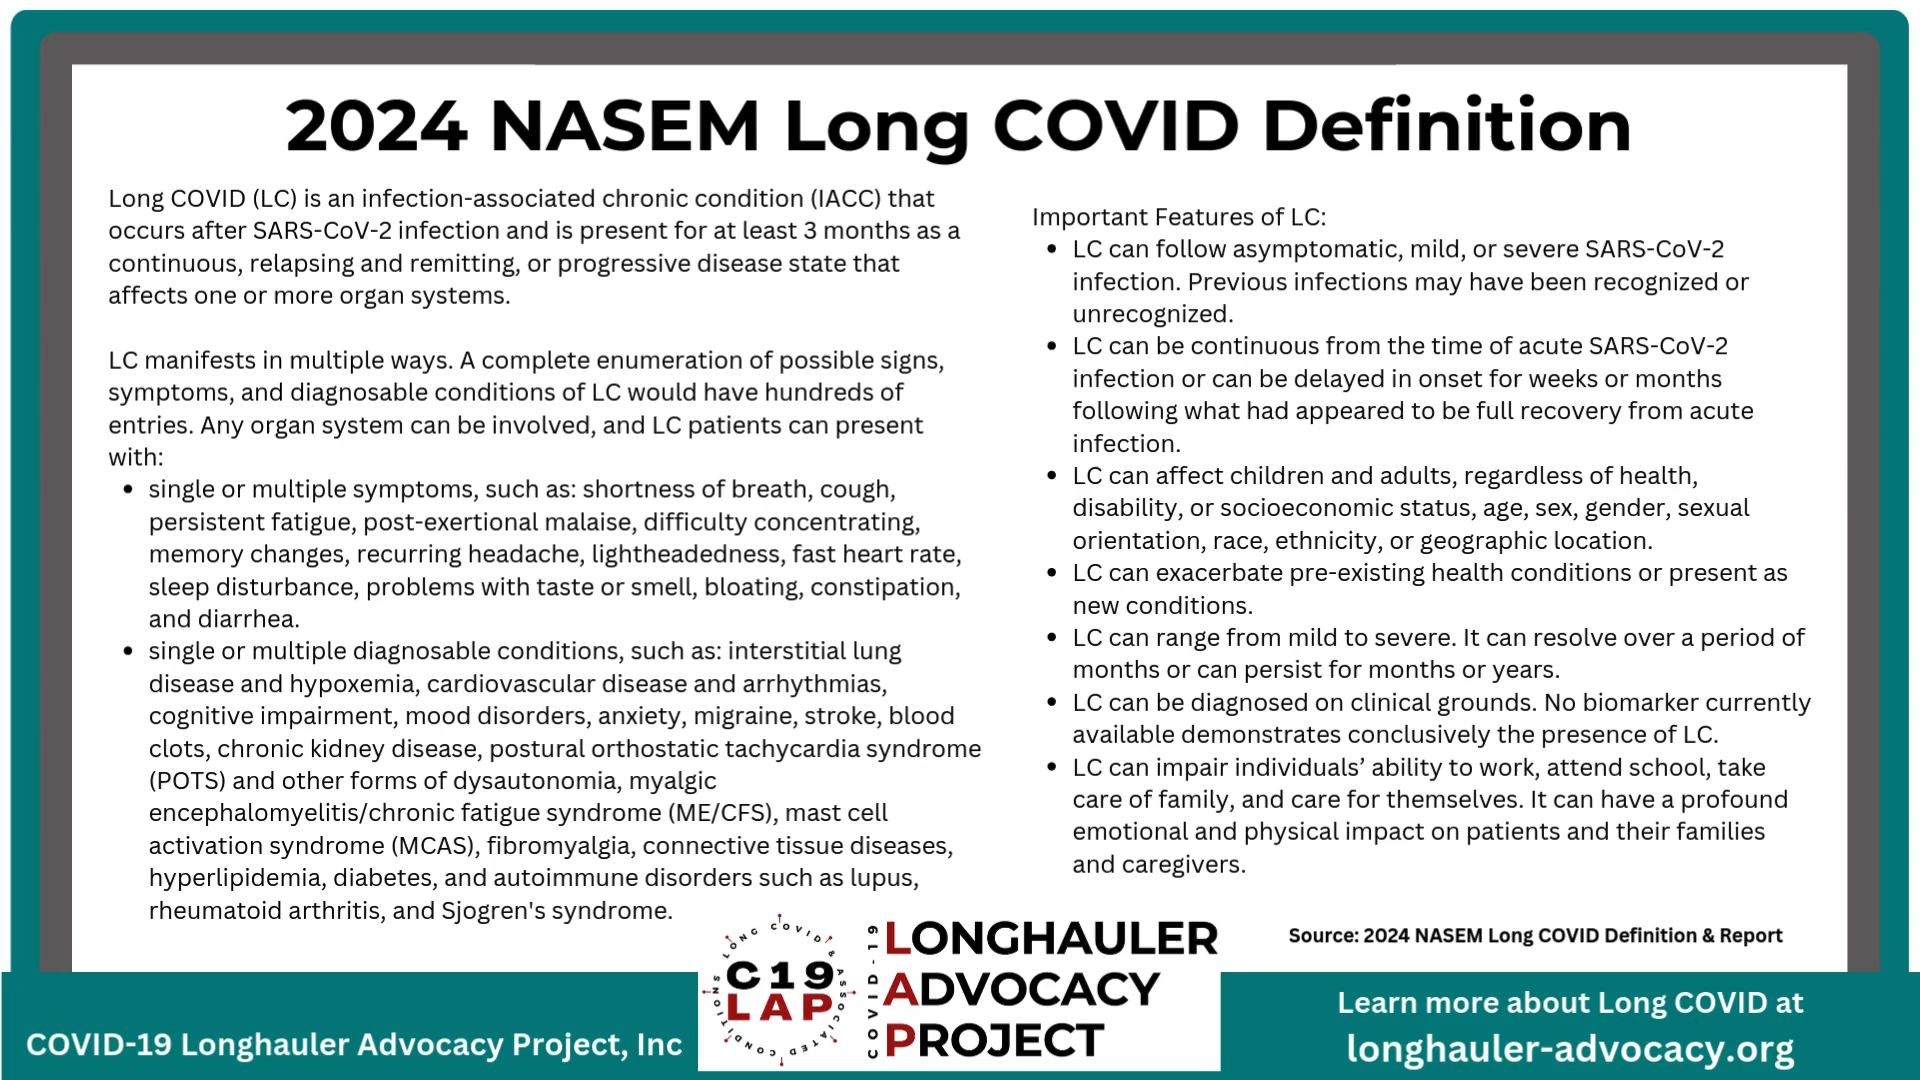 2024 NASEM Long COVID Definition
Long COVID (LC) is an infection-associated chronic condition (IACC) that
occurs after SARS-CoV-2 infection and is present for at least 3 months as a
continuous, relapsing and remitting, or progressive disease state that
affects one or more organ systems.
LC manifests in multiple ways. A complete enumeration of possible signs,
symptoms, and diagnosable conditions of LC would have hundreds of
entries. Any organ system can be involved, and LC patients can present
with:
• single or multiple symptoms, such as: shortness of breath, cough,
persistent fatigue, post-exertional malaise, difficulty concentrating,
memory changes, recurring headache, lightheadedness, fast heart rate,
sleep disturbance, problems with taste or smell, bloating, constipation,
and diarrhea.
• single or multiple diagnosable conditions, such as: interstitial lung
disease and hypoxemia, cardiovascular disease and arrhythmias,
cognitive impairment, mood disorders, anxiety, migraine, stroke, blood
clots, chronic kidney disease, postural orthostatic tachycardia syndrome
(POTS) and other forms of dysautonomia, myalgic
encephalomyelitis/chronic fatigue syndrome (ME/CFS), mast cell
activation syndrome (MCAS), fibromyalgia, connective tissue diseases,
hyperlipidemia, diabetes, and autoimmune disorders such as lupus,
rheumatoid arthritis, and Sjogren's syndrome.
Important Features of LC:
• LC can follow asymptomatic, mild, or severe SARS-CoV-2
infection. Previous infections may have been recognized or
unrecognized.
• LC can be continuous from the time of acute SARS-CoV-2
infection or can be delayed in onset for weeks or months
following what had appeared to be full recovery from acute
infection.
• LC can affect children and adults, regardless of health,
disability, or socioeconomic status, age, sex, gender, sexual
orientation, race, ethnicity, or geographic location.
• LC can exacerbate pre-existing health conditions or present as
new conditions.
• LC can range from mild to severe. It can resolve over a period of
months or can persist for months or years.
• LC can be diagnosed on clinical grounds. No biomarker currently
available demonstrates conclusively the presence of LC.
• LC can impair individuals’ ability to work, attend school, take
care of family, and care for themselves. It can have a profound
emotional and physical impact on patients and their families
and caregivers.
Source: 2024 NASEM Long COVID Definition & Report
COVID-19 Longhauler Advocacy Project, Inc
LONG COVID & ASSOCIATED CONDITIONS
C19
LAP
COVID-19
LONGHAULER
ADVOCACY
PROJECT
Learn more about Long COVID at
longhauler-advocacy.org